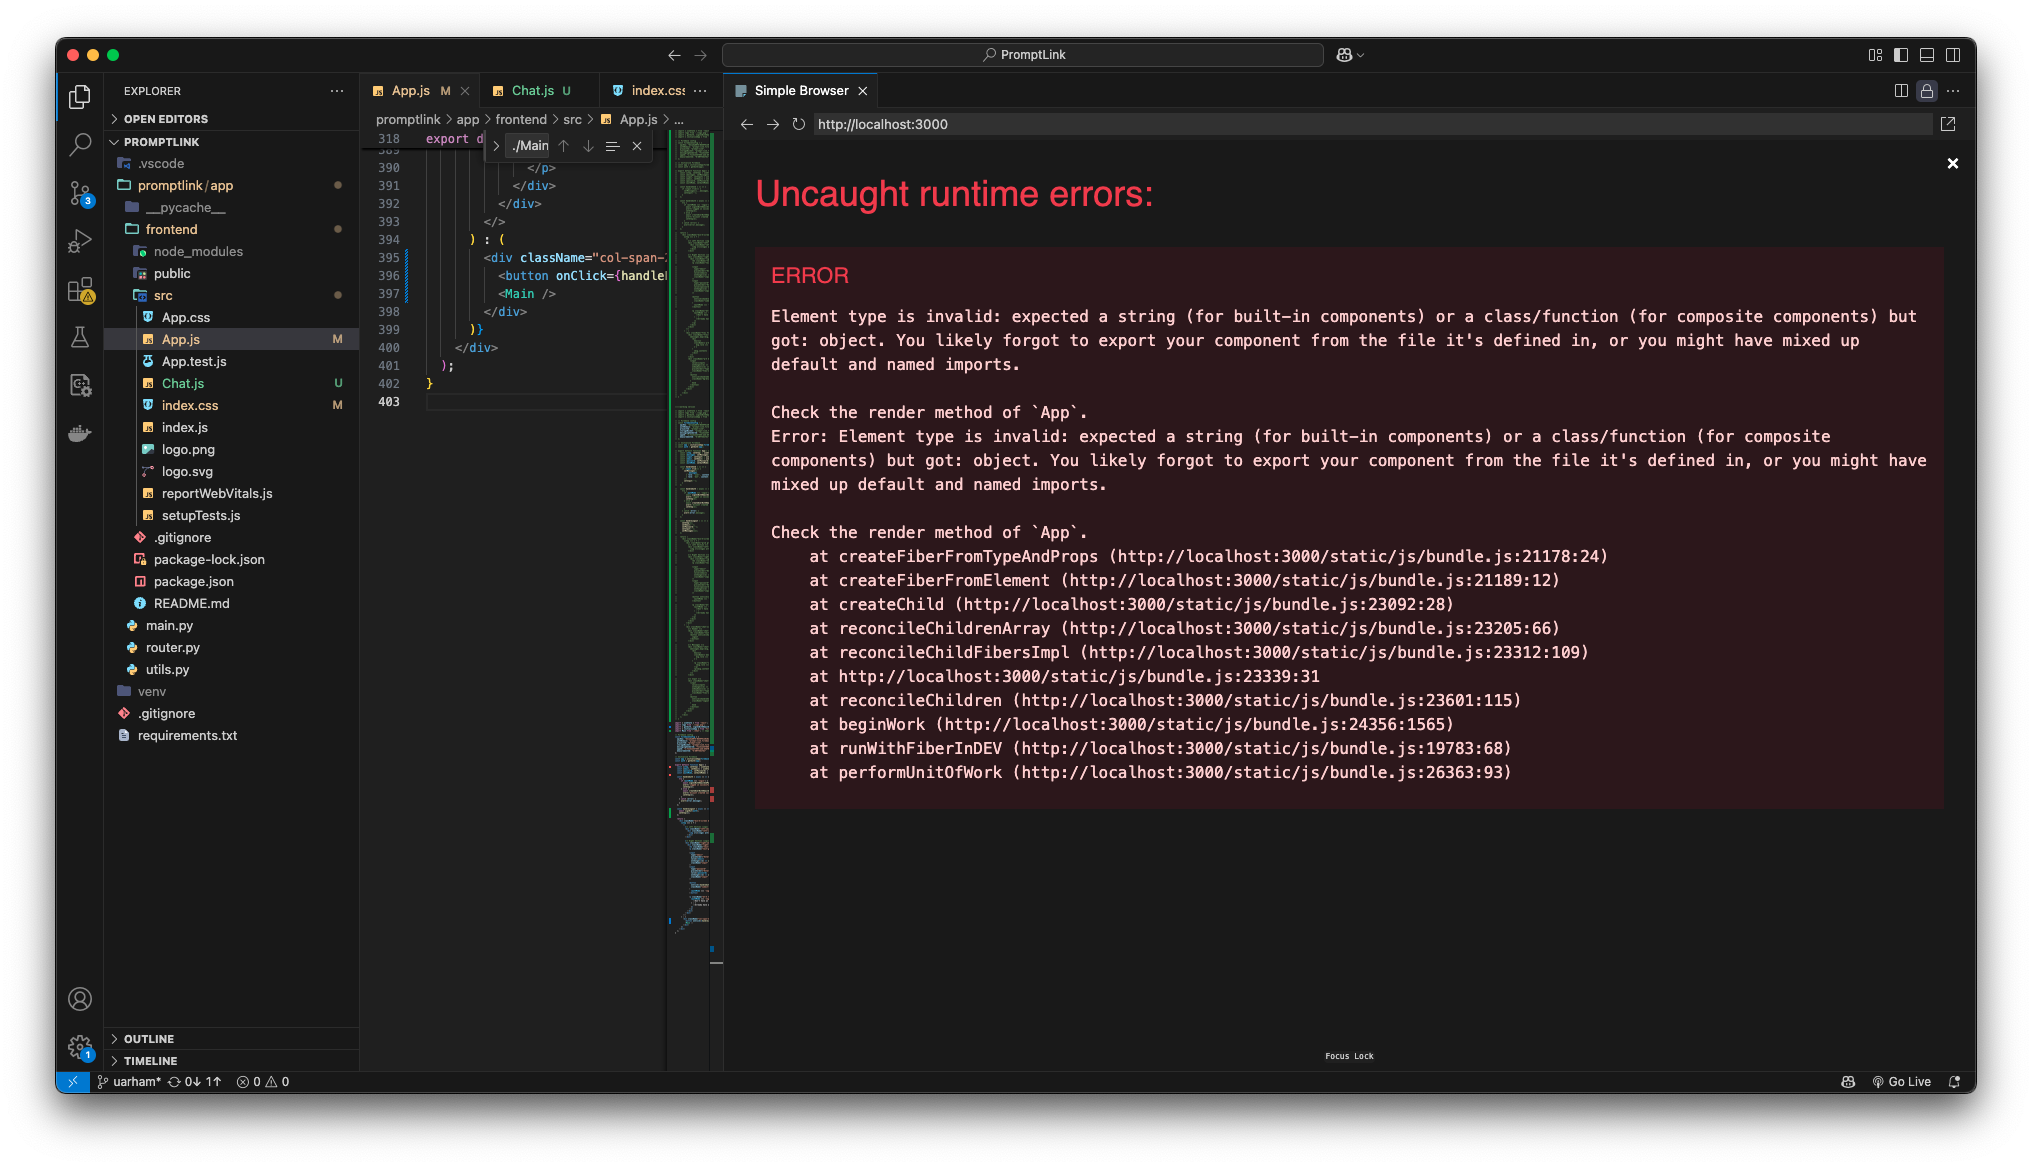 PromptLink
EXPLORER
OPEN EDITORS
PROMPTLINK
.vscode
promptlink/app
__pycache__
frontend
node_modules
public
src
App.css
App.js M
App.test.js
Chat.js U
index.css M
index.js
logo.png
logo.svg
reportWebVitals.js
setupTests.js
.gitignore
package-lock.json
package.json
README.md
main.py
router.py
utils.py
venv
.gitignore
requirements.txt
OUTLINE
TIMELINE
App.js M
Chat.js U
index.css
promptlink > app > frontend > src > App.js > ...
318 export d
./Main
389
390 </p>
391 </div>
392 </div>
393 </>
394 ) : (
395 <div className="col-span-
396 <button onClick={handle
397 <Main />
398 </div>
399 )}
400 </div>
401 );
402 }
403
Simple Browser
http://localhost:3000
Uncaught runtime errors:
ERROR
Element type is invalid: expected a string (for built-in components) or a class/function (for composite components) but
got: object. You likely forgot to export your component from the file it's defined in, or you might have mixed up
default and named imports.
Check the render method of `App`.
Error: Element type is invalid: expected a string (for built-in components) or a class/function (for composite
components) but got: object. You likely forgot to export your component from the file it's defined in, or you might have
mixed up default and named imports.
Check the render method of `App`.
at createFiberFromTypeAndProps (http://localhost:3000/static/js/bundle.js:21178:24)
at createFiberFromElement (http://localhost:3000/static/js/bundle.js:21189:12)
at createChild (http://localhost:3000/static/js/bundle.js:23092:28)
at reconcileChildrenArray (http://localhost:3000/static/js/bundle.js:23205:66)
at reconcileChildFibersImpl (http://localhost:3000/static/js/bundle.js:23312:109)
at http://localhost:3000/static/js/bundle.js:23339:31
at reconcileChildren (http://localhost:3000/static/js/bundle.js:23601:115)
at beginWork (http://localhost:3000/static/js/bundle.js:24356:1565)
at runWithFiberInDEV (http://localhost:3000/static/js/bundle.js:19783:68)
at performUnitOfWork (http://localhost:3000/static/js/bundle.js:26363:93)
Focus Lock
3
1
uarham* 0↓ 1↑ 0 0
Go Live